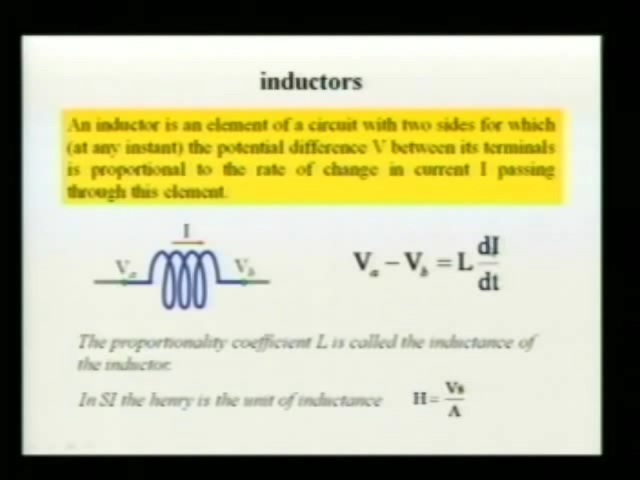 inductors
An inductor is an element of a circuit with two sides for which
(at any instant) the potential difference V between its terminals
is proportional to the rate of change in current I passing
through this element.
I
Va Vb
Va − Vb = L dI/dt
The proportionality coefficient L is called the inductance of
the inductor.
In SI the henry is the unit of inductance H= Vs/A